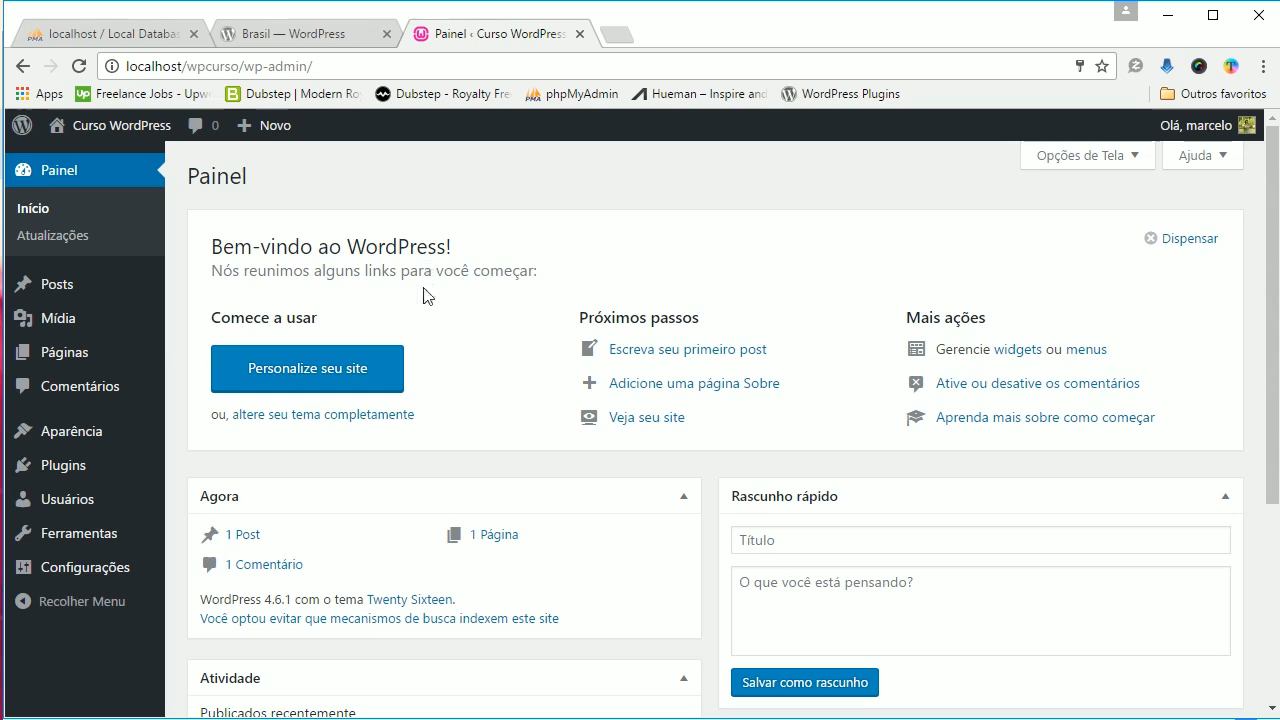 localhost / Local Databas
Brasil — WordPress
Painel ‹ Curso WordPress
localhost/wpcurso/wp-admin/
Apps
Freelance Jobs - Upw
Dubstep | Modern Ro
Dubstep - Royalty Fre
phpMyAdmin
Hueman – Inspire and
WordPress Plugins
Outros favoritos
Curso WordPress
0
Novo
Olá, marcelo
Painel
Início
Atualizações
Posts
Mídia
Páginas
Comentários
Aparência
Plugins
Usuários
Ferramentas
Configurações
Recolher Menu
Opções de Tela
Ajuda
Painel
Bem-vindo ao WordPress!
Nós reunimos alguns links para você começar:
Dispensar
Comece a usar
Personalize seu site
ou, altere seu tema completamente
Próximos passos
Escreva seu primeiro post
Adicione uma página Sobre
Veja seu site
Mais ações
Gerencie widgets ou menus
Ative ou desative os comentários
Aprenda mais sobre como começar
Agora
1 Post
1 Página
1 Comentário
WordPress 4.6.1 com o tema Twenty Sixteen.
Você optou evitar que mecanismos de busca indexem este site
Atividade
Publicados recentemente
Rascunho rápido
Título
O que você está pensando?
Salvar como rascunho